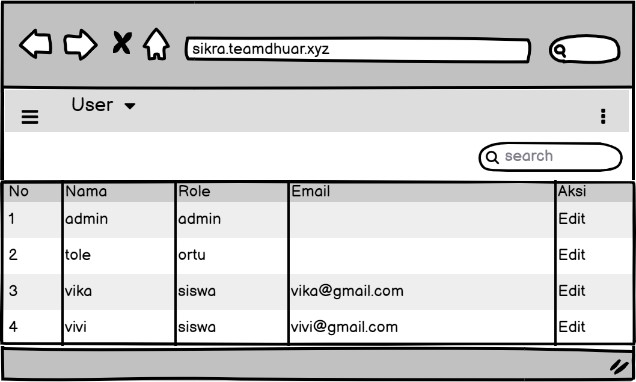 sikra.teamdhuar.xyz
User
search
No Nama Role Email Aksi
1 admin admin Edit
2 tole ortu Edit
3 vika siswa vika@gmail.com Edit
4 vivi siswa vivi@gmail.com Edit